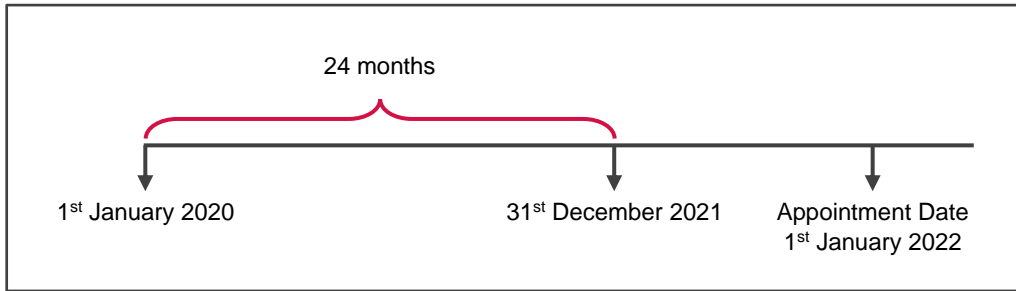 24 months
1st January 2020
31st December 2021
Appointment Date
1st January 2022